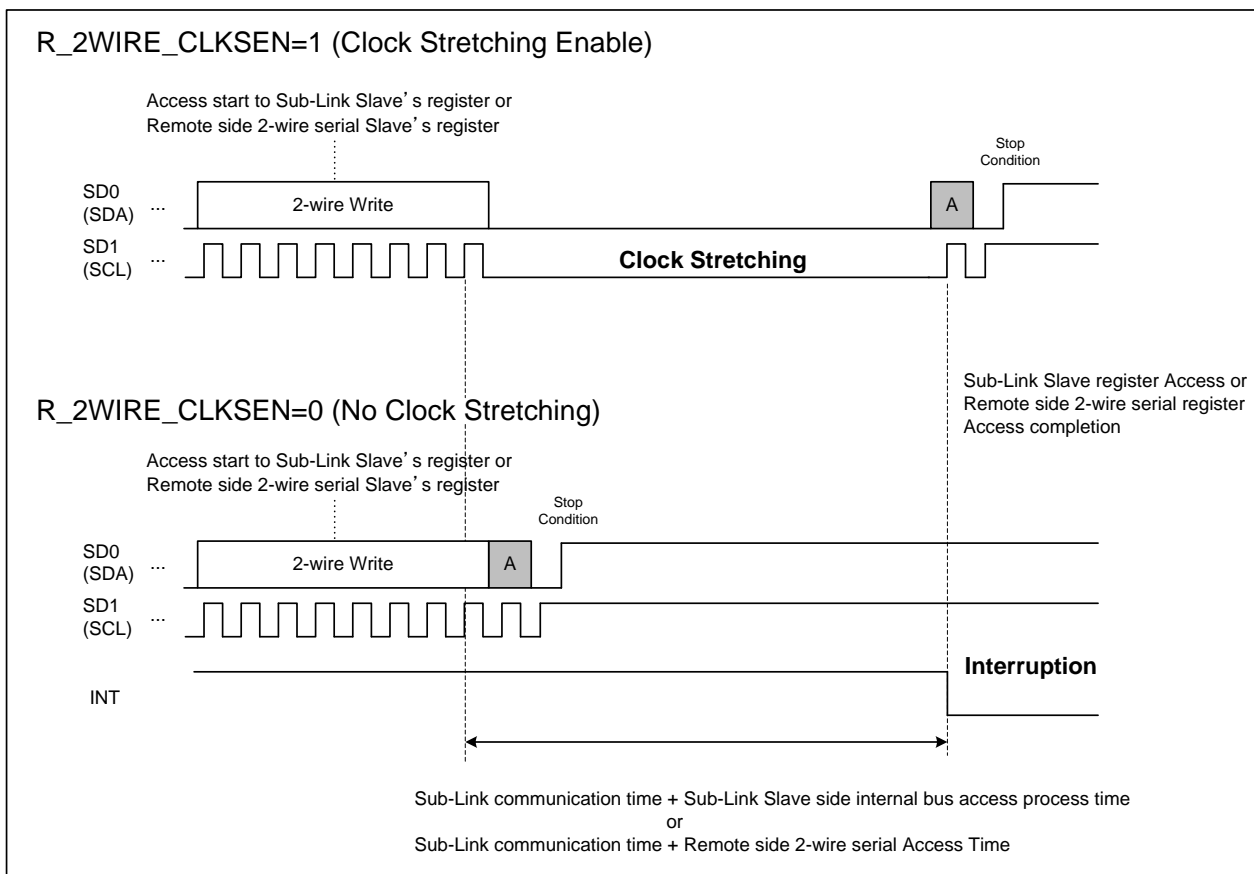 R_2WIRE_CLKSEN=1 (Clock Stretching Enable)
Access start to Sub-Link Slave’s register or
Remote side 2-wire serial Slave’s register
Stop
Condition
SD0
(SDA) ...
2-wire Write
A
SD1
(SCL) ...
Clock Stretching
Sub-Link Slave register Access or
Remote side 2-wire serial register
Access completion
R_2WIRE_CLKSEN=0 (No Clock Stretching)
Access start to Sub-Link Slave’s register or
Remote side 2-wire serial Slave’s register
Stop
Condition
SD0
(SDA) ...
2-wire Write
A
SD1
(SCL) ...
Interruption
INT
Sub-Link communication time + Sub-Link Slave side internal bus access process time
or
Sub-Link communication time + Remote side 2-wire serial Access Time